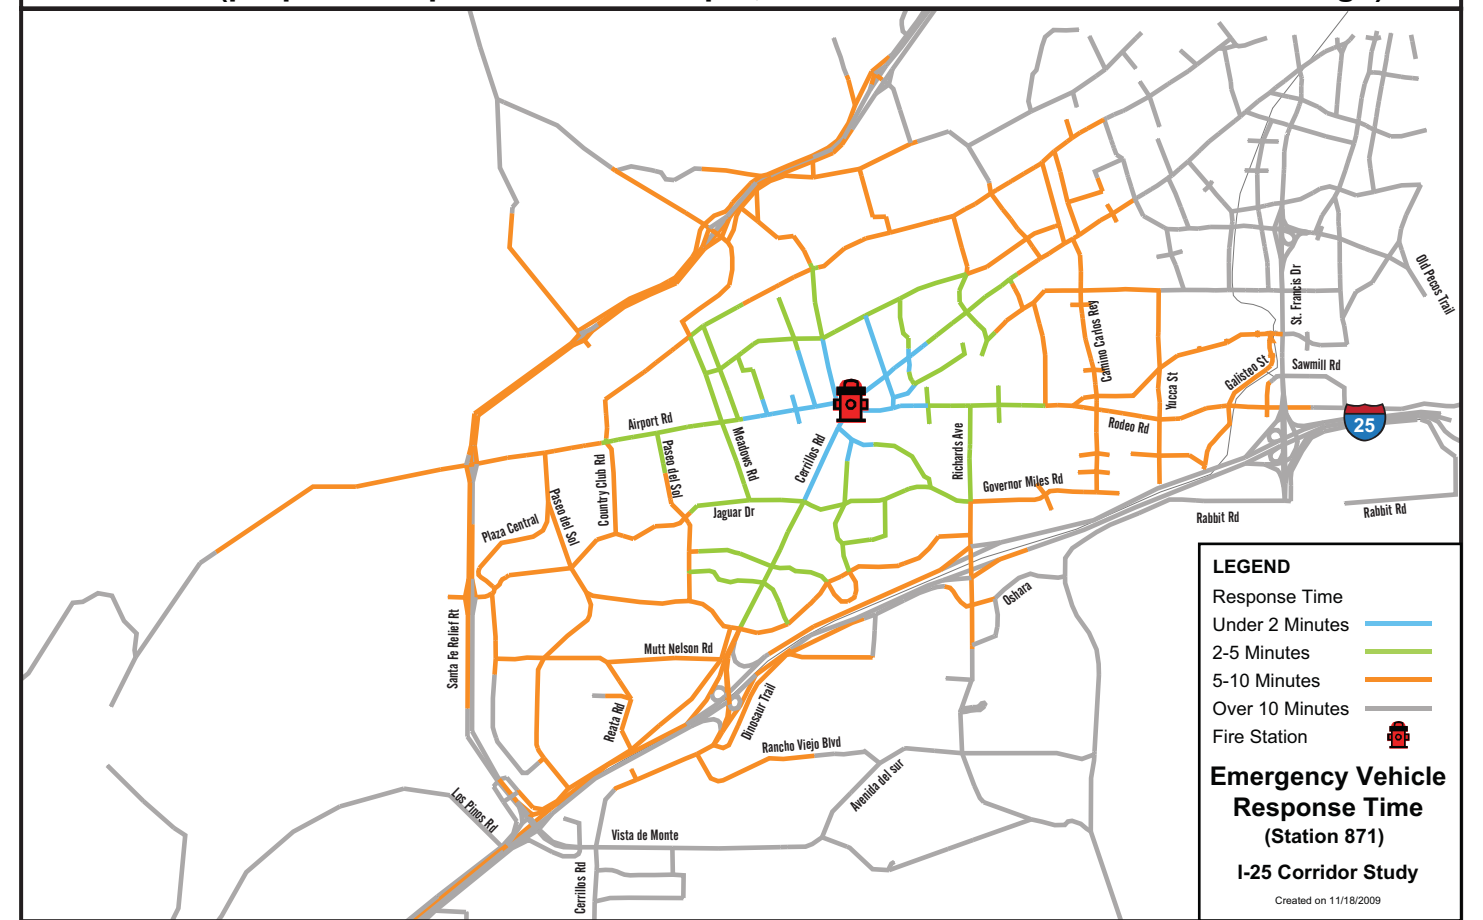 Old Pecos Trail
St. Francis Dr
Camino Carlos Rey
Sawmill Rd
Galisteo St
Yucca St
Airport Rd
25
Rodeo Rd
Meadows Rd
Cerrillos Rd
Richards Ave
Paseo del Sol
Country Club Rd
Governor Miles Rd
Paseo del Sol
Plaza Central
Jaguar Dr
Rabbit Rd
Rabbit Rd
Oshara
Santa Fe Relief Rt
Mutt Nelson Rd
Reata Rd
Dinosaur Trail
Rancho Viejo Blvd
Avenida del sur
Los Pinos Rd
Vista de Monte
Cerrillos Rd
LEGEND
Response Time
Under 2 Minutes
2-5 Minutes
5-10 Minutes
Over 10 Minutes
Fire Station
Emergency Vehicle
Response Time
(Station 871)
I-25 Corridor Study
Created on 11/18/2009